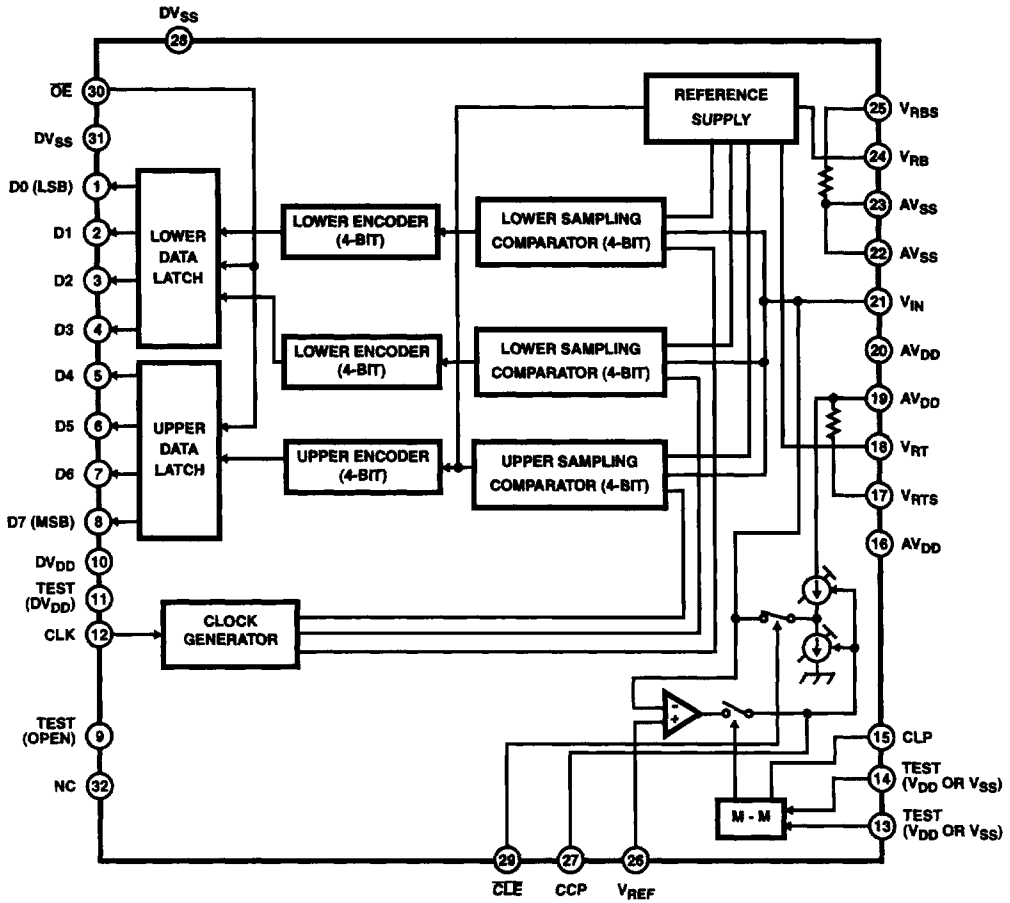 DVSS
28
OE
30
DVSS
31
D0 (LSB)
1
D1
2
D2
3
D3
4
D4
5
D5
6
D6
7
D7 (MSB)
8
DVDD
10
TEST
(DVDD)
11
CLK
12
TEST
(OPEN)
9
NC
32
LOWER
DATA
LATCH
UPPER
DATA
LATCH
LOWER ENCODER
(4-BIT)
LOWER ENCODER
(4-BIT)
UPPER ENCODER
(4-BIT)
LOWER SAMPLING
COMPARATOR (4-BIT)
LOWER SAMPLING
COMPARATOR (4-BIT)
UPPER SAMPLING
COMPARATOR (4-BIT)
REFERENCE
SUPPLY
CLOCK
GENERATOR
-
+
M - M
25
VRBS
24
VRB
23
AVSS
22
AVSS
21
VIN
20
AVDD
19
AVDD
18
VRT
17
VRTS
16
AVDD
15
CLP
14
TEST
(VDD OR VSS)
13
TEST
(VDD OR VSS)
29
CLE
27
CCP
26
VREF